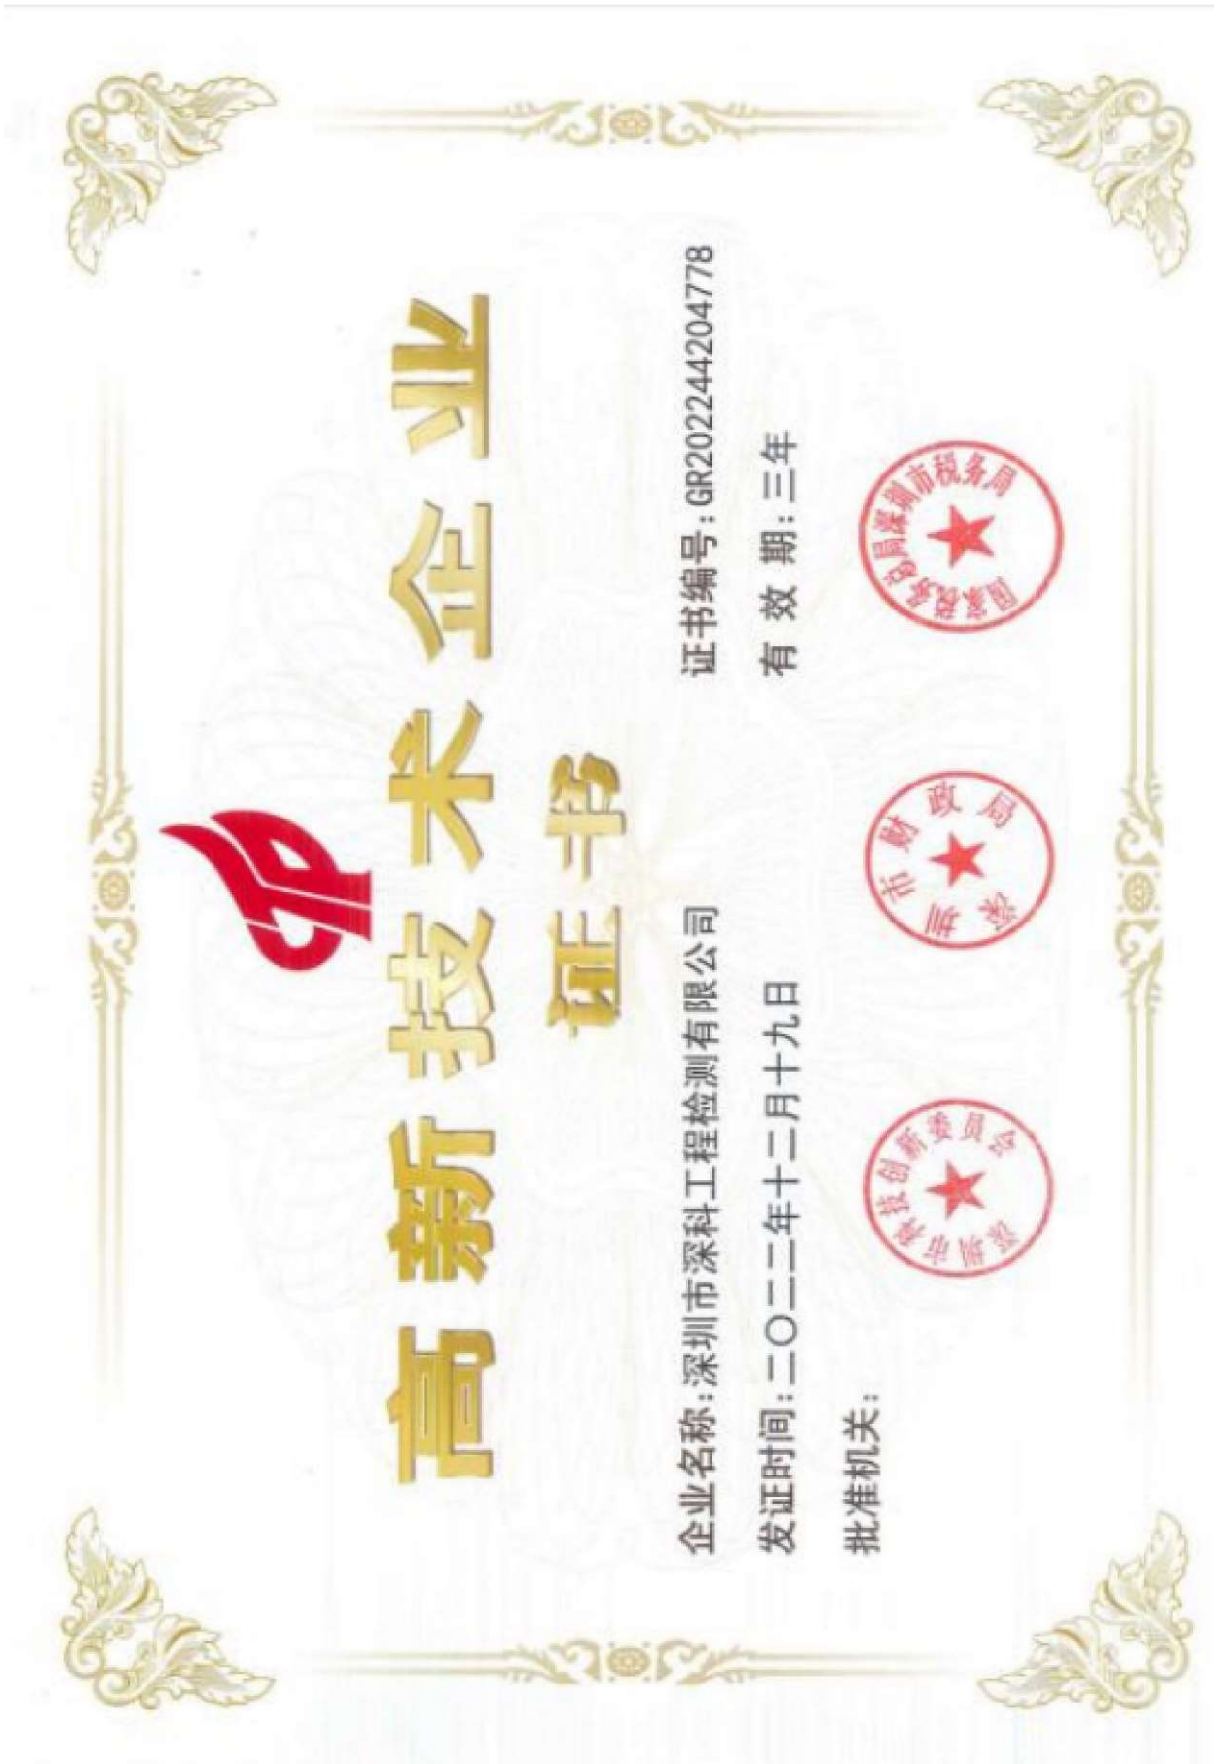 高新技术企业
证书
企业名称:深圳市深科工程检测有限公司
证书编号:GR202244204778
发证时间:二〇二二年十二月十九日
有效期:三年
批准机关:
深圳市科技创新委员会
深圳市财政局
国家税务总局深圳市税务局